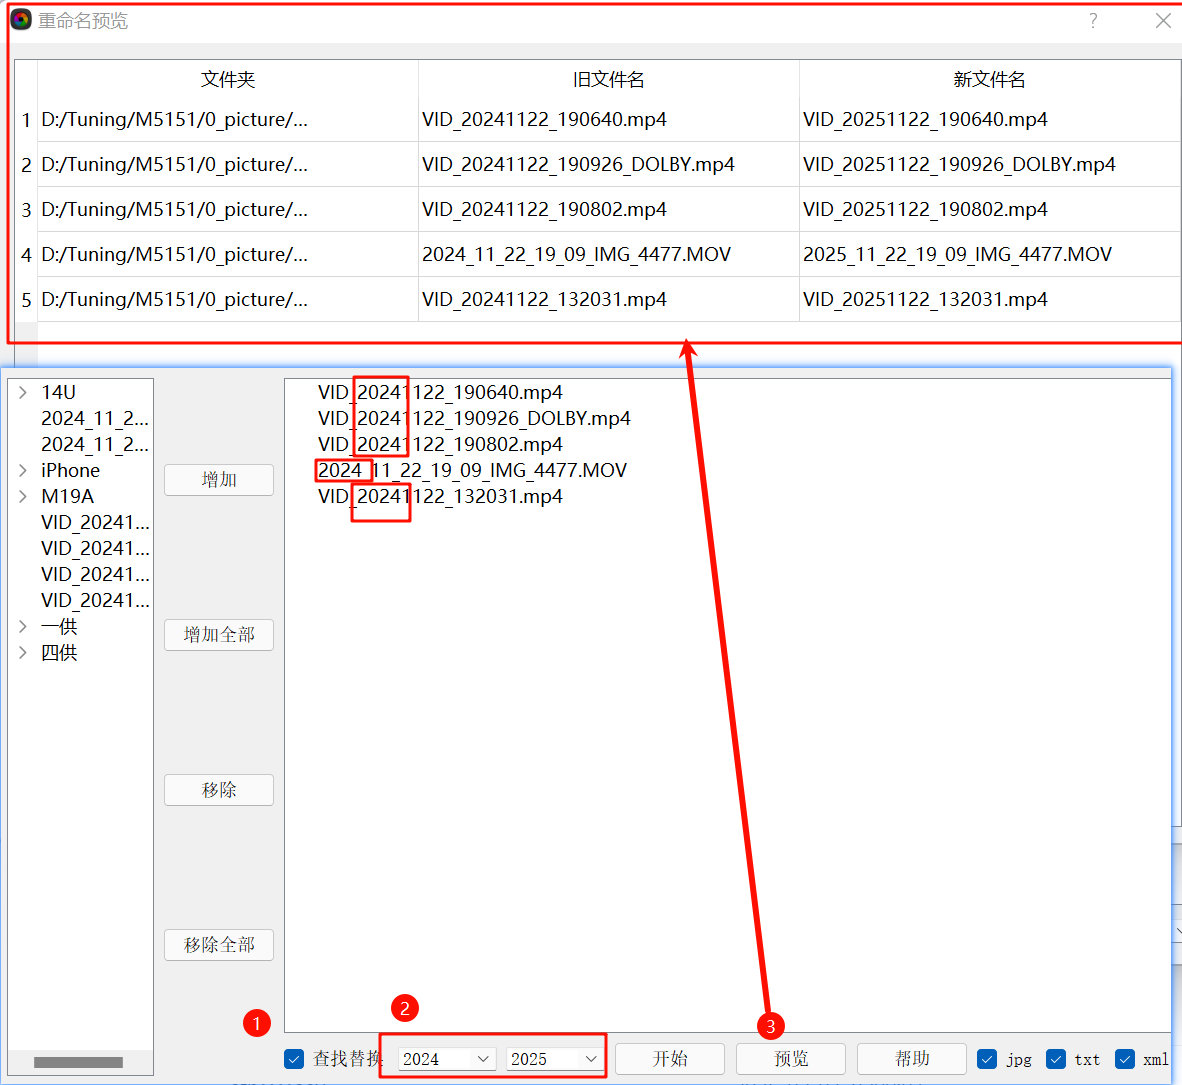 重命名预览 ?
文件夹 旧文件名 新文件名
1 D:/Tuning/M5151/0_picture/... VID_20241122_190640.mp4 VID_20251122_190640.mp4
2 D:/Tuning/M5151/0_picture/... VID_20241122_190926_DOLBY.mp4 VID_20251122_190926_DOLBY.mp4
3 D:/Tuning/M5151/0_picture/... VID_20241122_190802.mp4 VID_20251122_190802.mp4
4 D:/Tuning/M5151/0_picture/... 2024_11_22_19_09_IMG_4477.MOV 2025_11_22_19_09_IMG_4477.MOV
5 D:/Tuning/M5151/0_picture/... VID_20241122_132031.mp4 VID_20251122_132031.mp4
14U
2024_11_2...
2024_11_2...
iPhone
M19A
VID_20241...
VID_20241...
VID_20241...
VID_20241...
一供
四供
增加
增加全部
移除
移除全部
VID_20241122_190640.mp4
VID_20241122_190926_DOLBY.mp4
VID_20241122_190802.mp4
2024_11_22_19_09_IMG_4477.MOV
VID_20241122_132031.mp4
1
2
3
查找替换 2024 2025 开始 预览 帮助 jpg txt xml